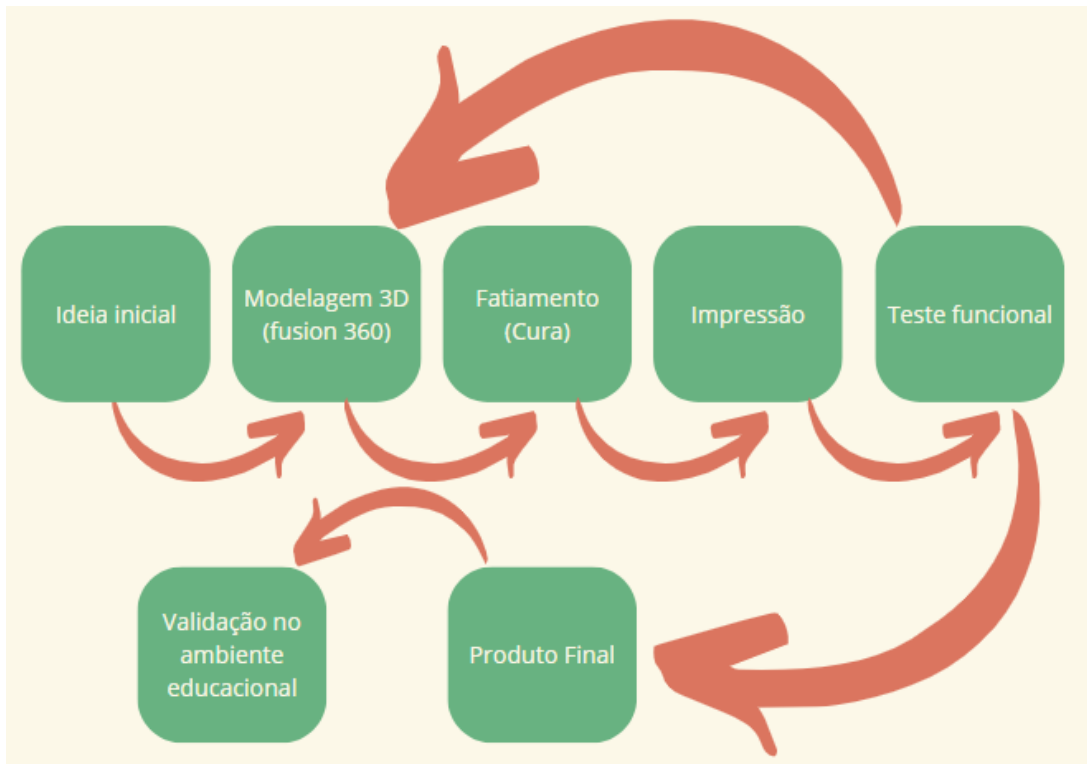 Ideia inicial
Modelagem 3D
(fusion 360)
Fatiamento
(Cura)
Impressão
Teste funcional
Validação no
ambiente
educacional
Produto Final